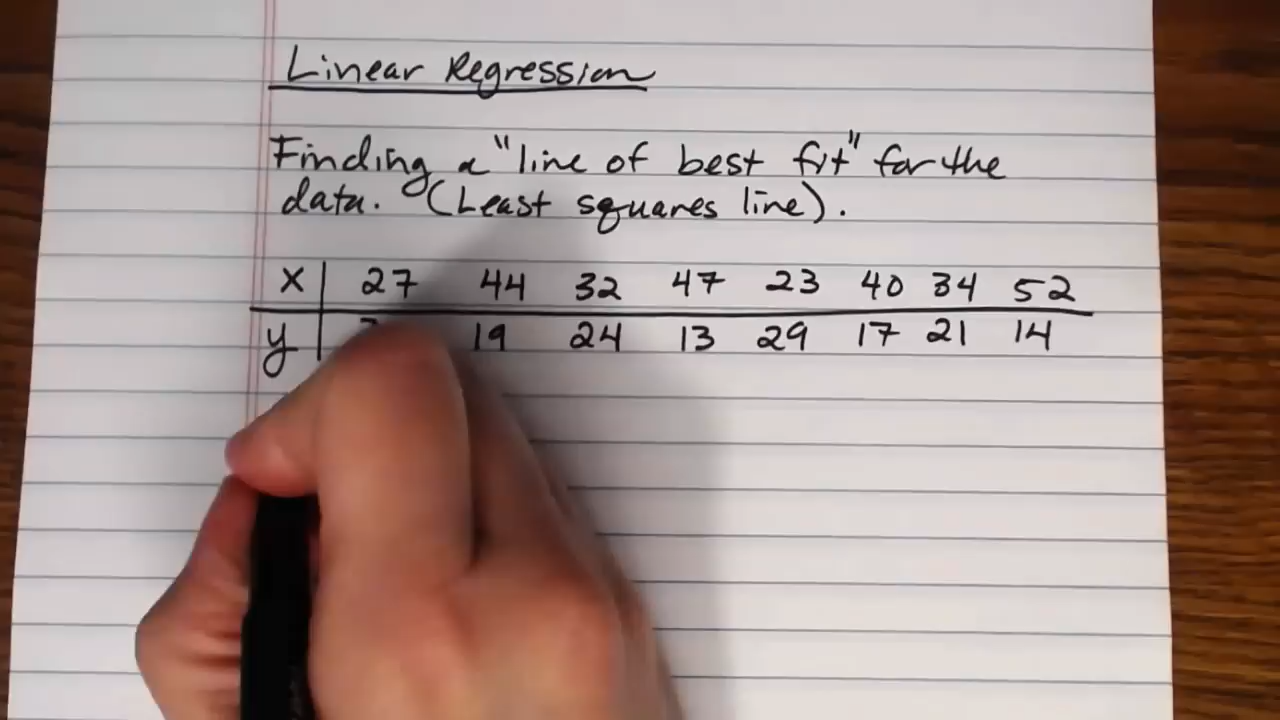 Linear Regression
Finding a "line of best fit" for the
data. (Least squares line).
x 27 44 32 47 23 40 34 52
y 19 24 13 29 17 21 14